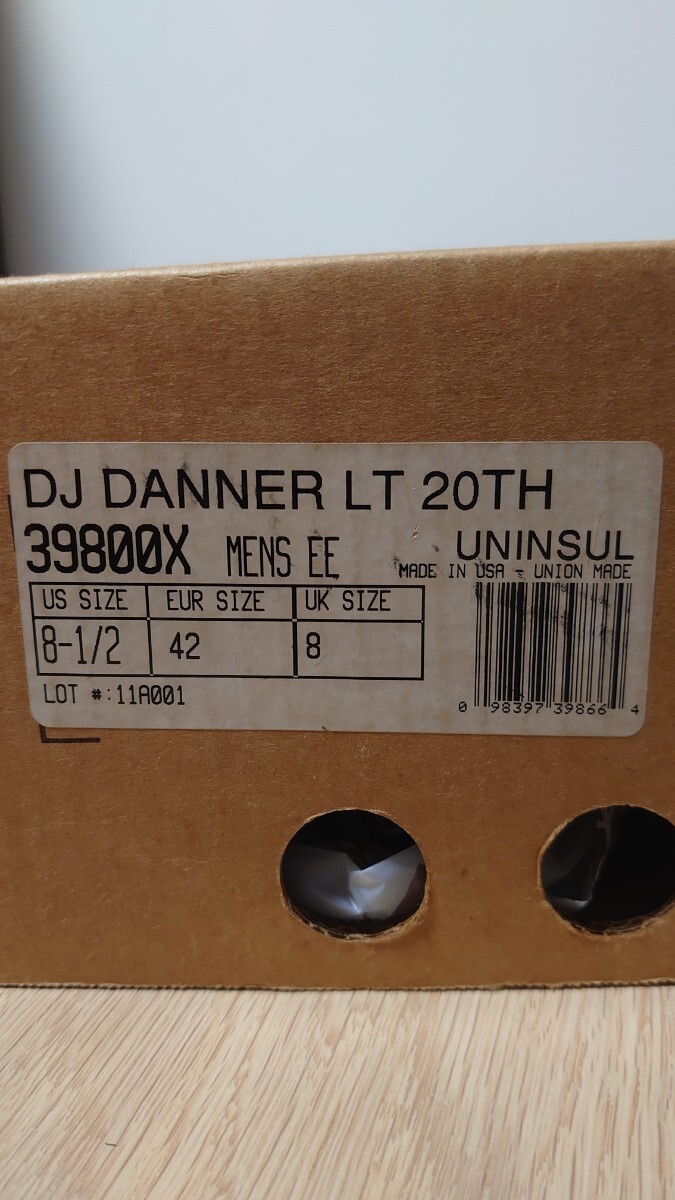 DJ DANNER LT 20TH
39800X MENS EE UNINSUL
MADE IN USA - UNION MADE
US SIZE EUR SIZE UK SIZE
8-1/2 42 8
LOT #:11A001
0 98397 39866 4